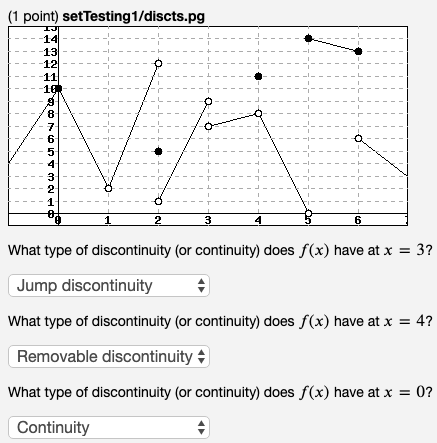 (1 point) setTesting1/discts.pg
15
14
13
12
11
10
9
8
7
6
5
4
3
2
1
0
0 1 2 3 4 5 6 7
What type of discontinuity (or continuity) does f(x) have at x = 3?
Jump discontinuity
What type of discontinuity (or continuity) does f(x) have at x = 4?
Removable discontinuity
What type of discontinuity (or continuity) does f(x) have at x = 0?
Continuity